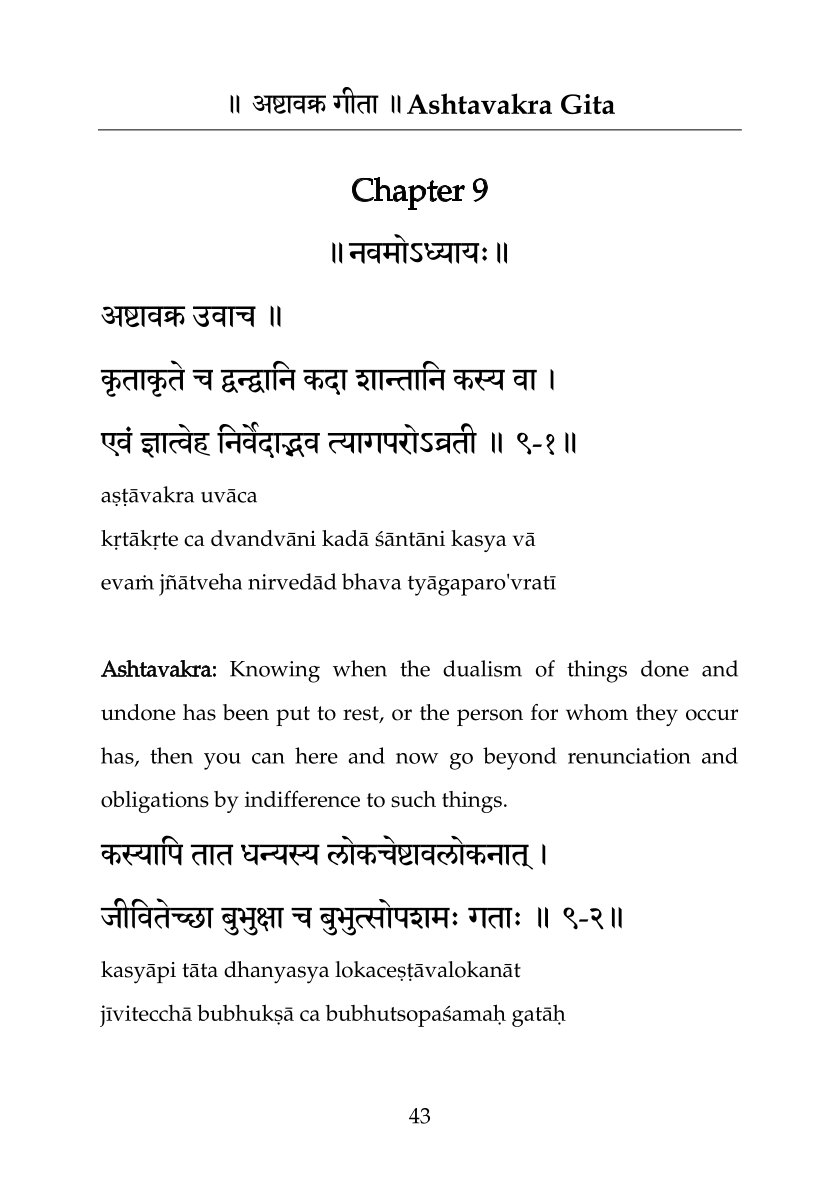 ॥ अष्टावक्र गीता ॥ Ashtavakra Gita
Chapter 9
॥ नवमोऽध्यायः ॥
अष्टावक्र उवाच ॥
कृताकृते च द्वन्द्वानि कदा शान्तानि कस्य वा ।
एवं ज्ञात्वेह निर्वेदाद्भव त्यागपरोऽव्रती ॥ ९-१॥
aṣṭāvakra uvāca
kṛtākṛte ca dvandvāni kadā śāntāni kasya vā
evaṁ jñātveha nirvedād bhava tyāgaparo'vratī
Ashtavakra: Knowing when the dualism of things done and
undone has been put to rest, or the person for whom they occur
has, then you can here and now go beyond renunciation and
obligations by indifference to such things.
कस्यापि तात धन्यस्य लोकचेष्टावलोकनात् ।
जीवितेच्छा बुभुक्षा च बुभुत्सोपशमः गताः ॥ ९-२॥
kasyāpi tāta dhanyasya lokaceṣṭāvalokanāt
jīvitecchā bubhukṣā ca bubhutsopaśamaḥ gatāḥ
43